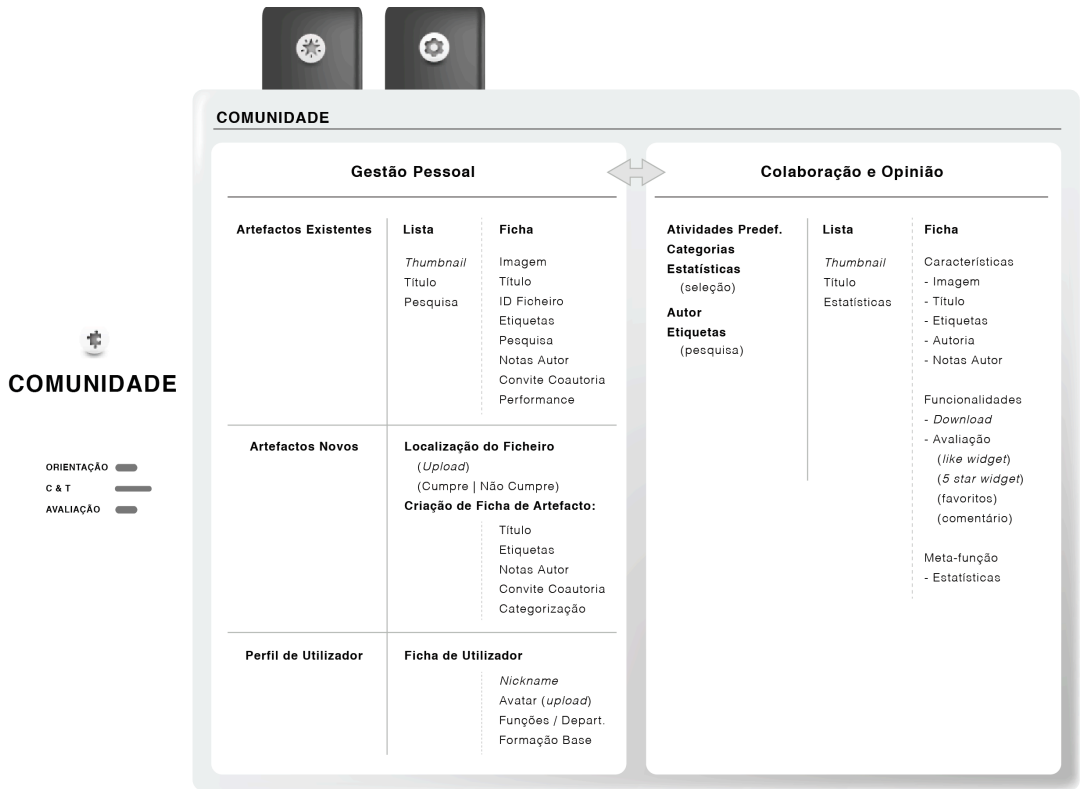 COMUNIDADE
ORIENTAÇÃO
C & T
AVALIAÇÃO
COMUNIDADE
Gestão Pessoal
Artefactos Existentes
Lista
Thumbnail
Título
Pesquisa
Ficha
Imagem
Título
ID Ficheiro
Etiquetas
Pesquisa
Notas Autor
Convite Coautoria
Performance
Artefactos Novos
Localização do Ficheiro
(Upload)
(Cumpre | Não Cumpre)
Criação de Ficha de Artefacto:
Título
Etiquetas
Notas Autor
Convite Coautoria
Categorização
Perfil de Utilizador
Ficha de Utilizador
Nickname
Avatar (upload)
Funções / Depart.
Formação Base
Colaboração e Opinião
Atividades Predef.
Categorias
Estatísticas
(seleção)
Autor
Etiquetas
(pesquisa)
Lista
Thumbnail
Título
Estatísticas
Ficha
Características
- Imagem
- Título
- Etiquetas
- Autoria
- Notas Autor
Funcionalidades
- Download
- Avaliação
(like widget)
(5 star widget)
(favoritos)
(comentário)
Meta-função
- Estatísticas